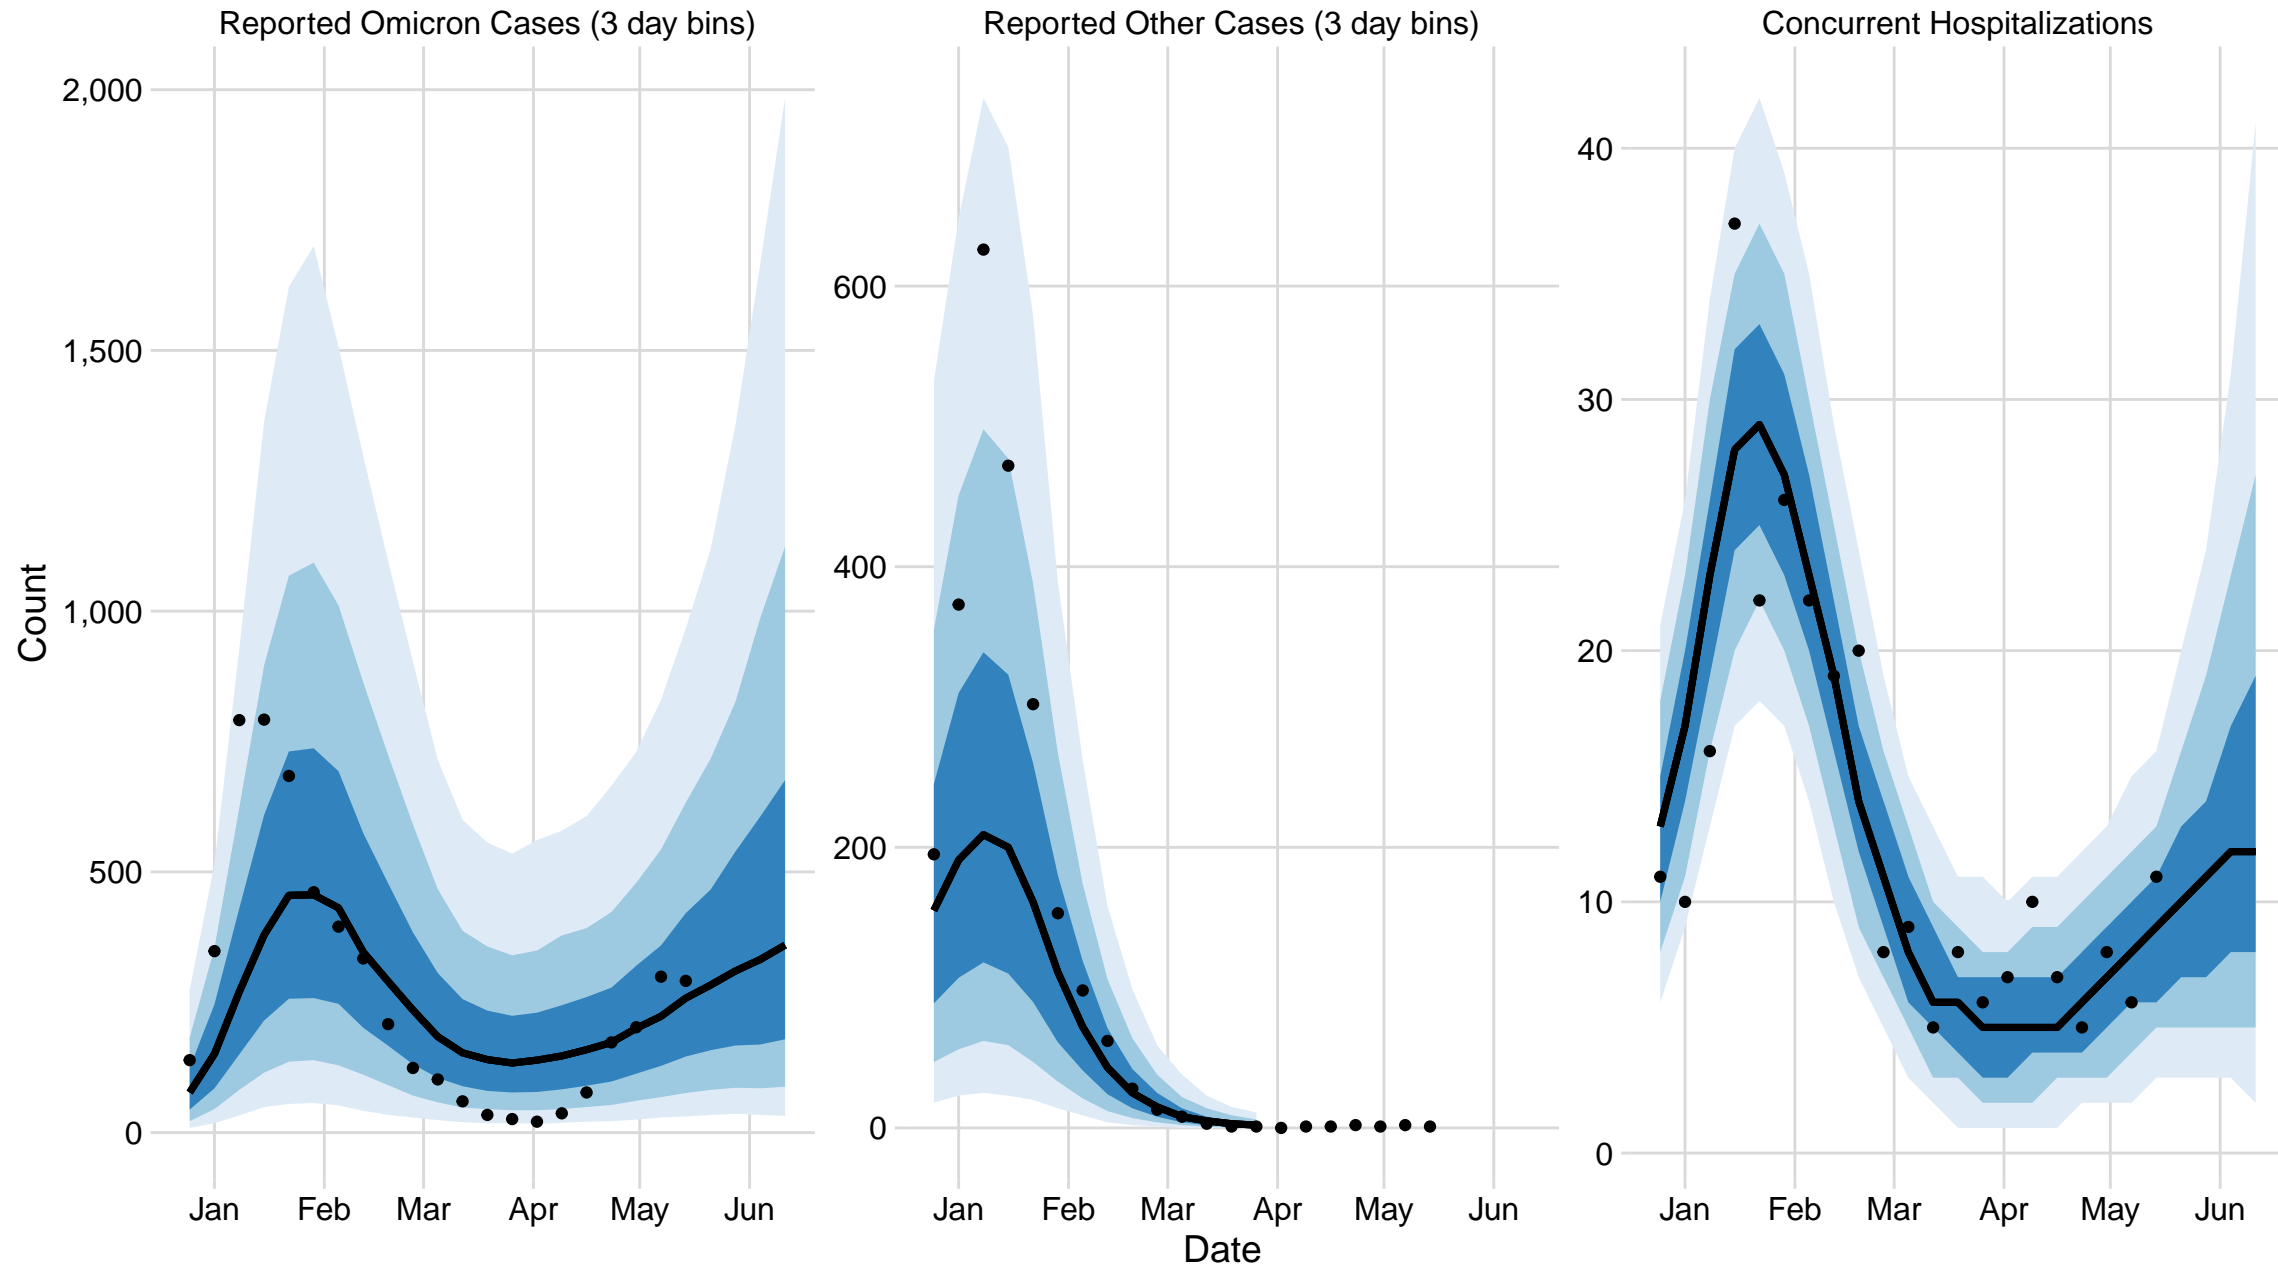 Reported Omicron Cases (3 day bins)
Reported Other Cases (3 day bins)
Concurrent Hospitalizations
Count
2,000
1,500
1,000
500
0
600
400
200
0
40
30
20
10
0
Jan Feb Mar Apr May Jun
Jan Feb Mar Apr May Jun
Jan Feb Mar Apr May Jun
Date